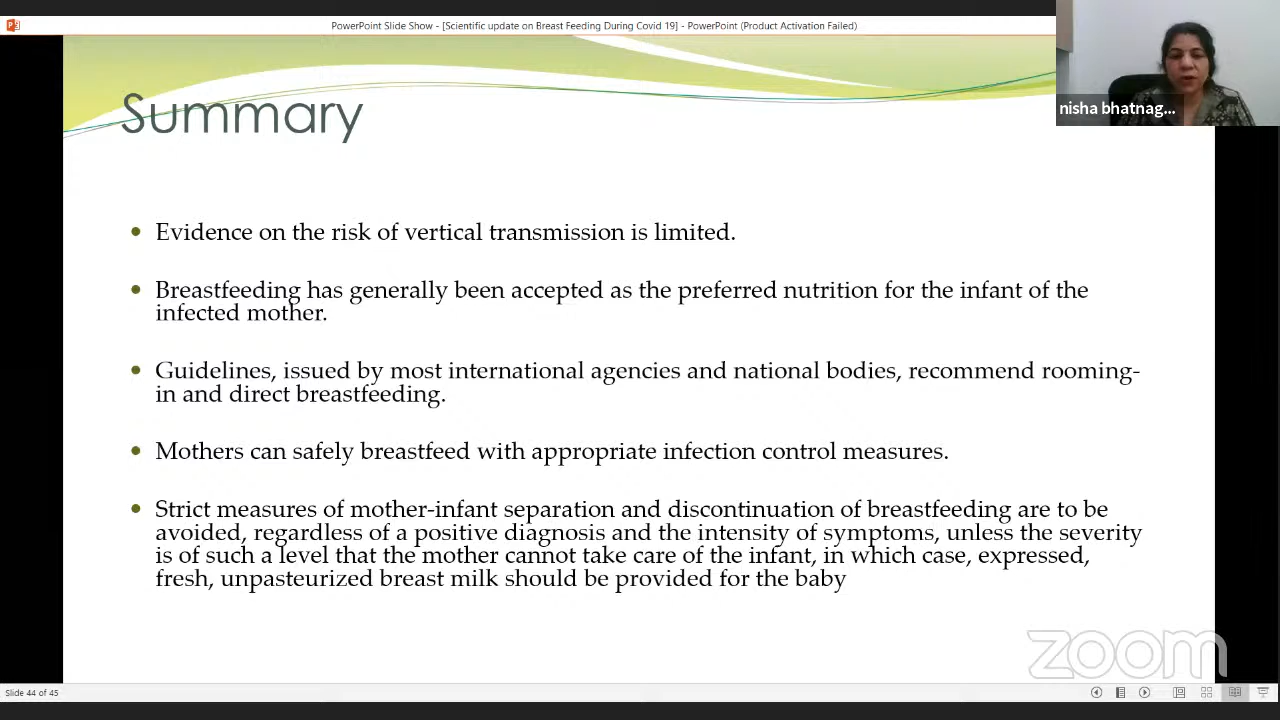 PowerPoint Slide Show - [Scientific update on Breast Feeding During Covid 19] - PowerPoint (Product Activation Failed)
nisha bhatnag...
Summary
• Evidence on the risk of vertical transmission is limited.
• Breastfeeding has generally been accepted as the preferred nutrition for the infant of the
infected mother.
• Guidelines, issued by most international agencies and national bodies, recommend rooming-
in and direct breastfeeding.
• Mothers can safely breastfeed with appropriate infection control measures.
• Strict measures of mother-infant separation and discontinuation of breastfeeding are to be
avoided, regardless of a positive diagnosis and the intensity of symptoms, unless the severity
is of such a level that the mother cannot take care of the infant, in which case, expressed,
fresh, unpasteurized breast milk should be provided for the baby
zoom
Slide 44 of 45